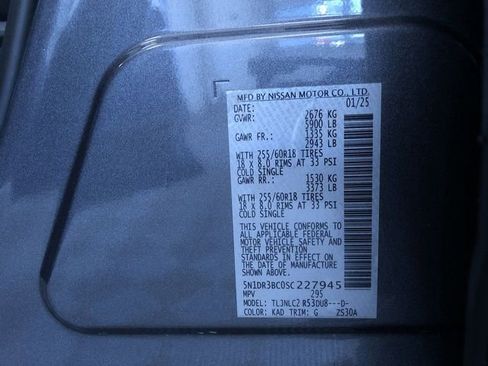 MFD BY NISSAN MOTOR CO., LTD.
DATE: 01/25
GVWR: 2676 KG
5900 LB
GAWR FR.: 1335 KG
2943 LB
WITH 255/60R18 TIRES
18 x 8.0 RIMS AT 33 PSI
COLD SINGLE
GAWR RR.: 1530 KG
3373 LB
WITH 255/60R18 TIRES
18 x 8.0 RIMS AT 33 PSI
COLD SINGLE
THIS VEHICLE CONFORMS TO
ALL APPLICABLE FEDERAL
MOTOR VEHICLE SAFETY AND
THEFT PREVENTION
STANDARDS IN EFFECT ON
THE DATE OF MANUFACTURE
SHOWN ABOVE.
5N1DR3BC0SC227945
MPV 295
MODEL: TLJNLC2 R53DU8---D-
COLOR: KAD TRIM: G ZS30A